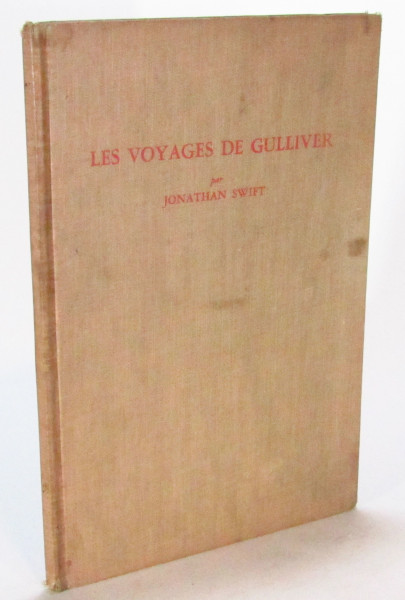 LES VOYAGES DE GULLIVER
par
JONATHAN SWIFT